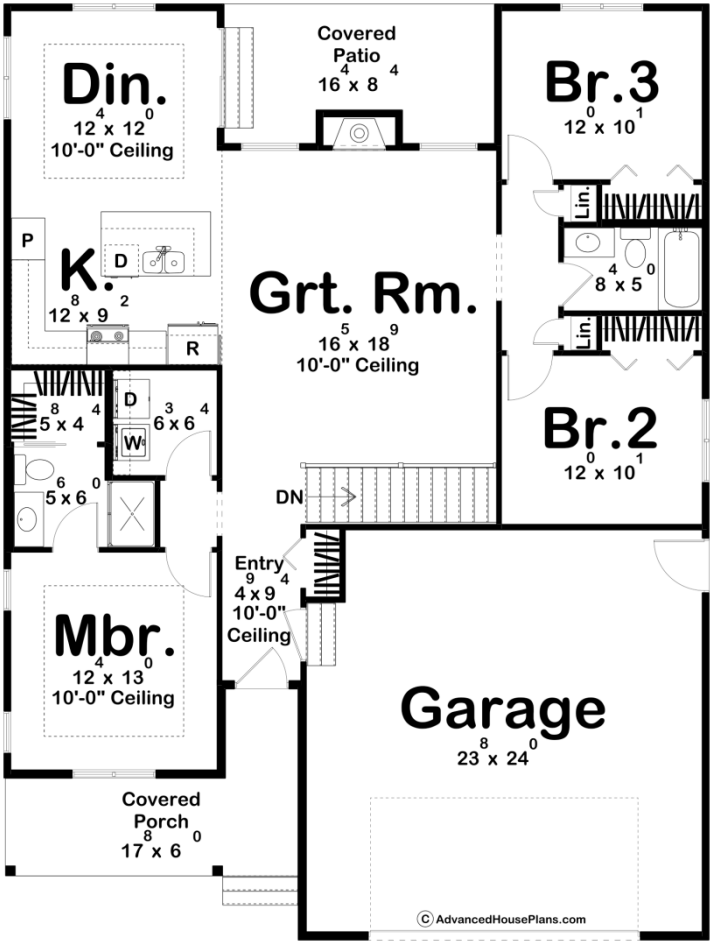 Covered
Patio
16⁴ x 8⁴
Din.
12⁴ x 12⁰
10'-0" Ceiling
Br.3
12⁰ x 10¹
Lin.
P
D
K.
12⁸ x 9²
R
Grt. Rm.
16⁵ x 18⁹
10'-0" Ceiling
8⁴ x 5⁰
Lin.
Br.2
12⁰ x 10¹
5⁸ x 4⁴
D
W
6³ x 6⁴
5⁶ x 6⁰
DN
Entry
4⁹ x 9⁴
10'-0"
Ceiling
Mbr.
12⁴ x 13⁰
10'-0" Ceiling
Garage
23⁸ x 24⁰
Covered
Porch
17⁸ x 6⁰
© AdvancedHousePlans.com